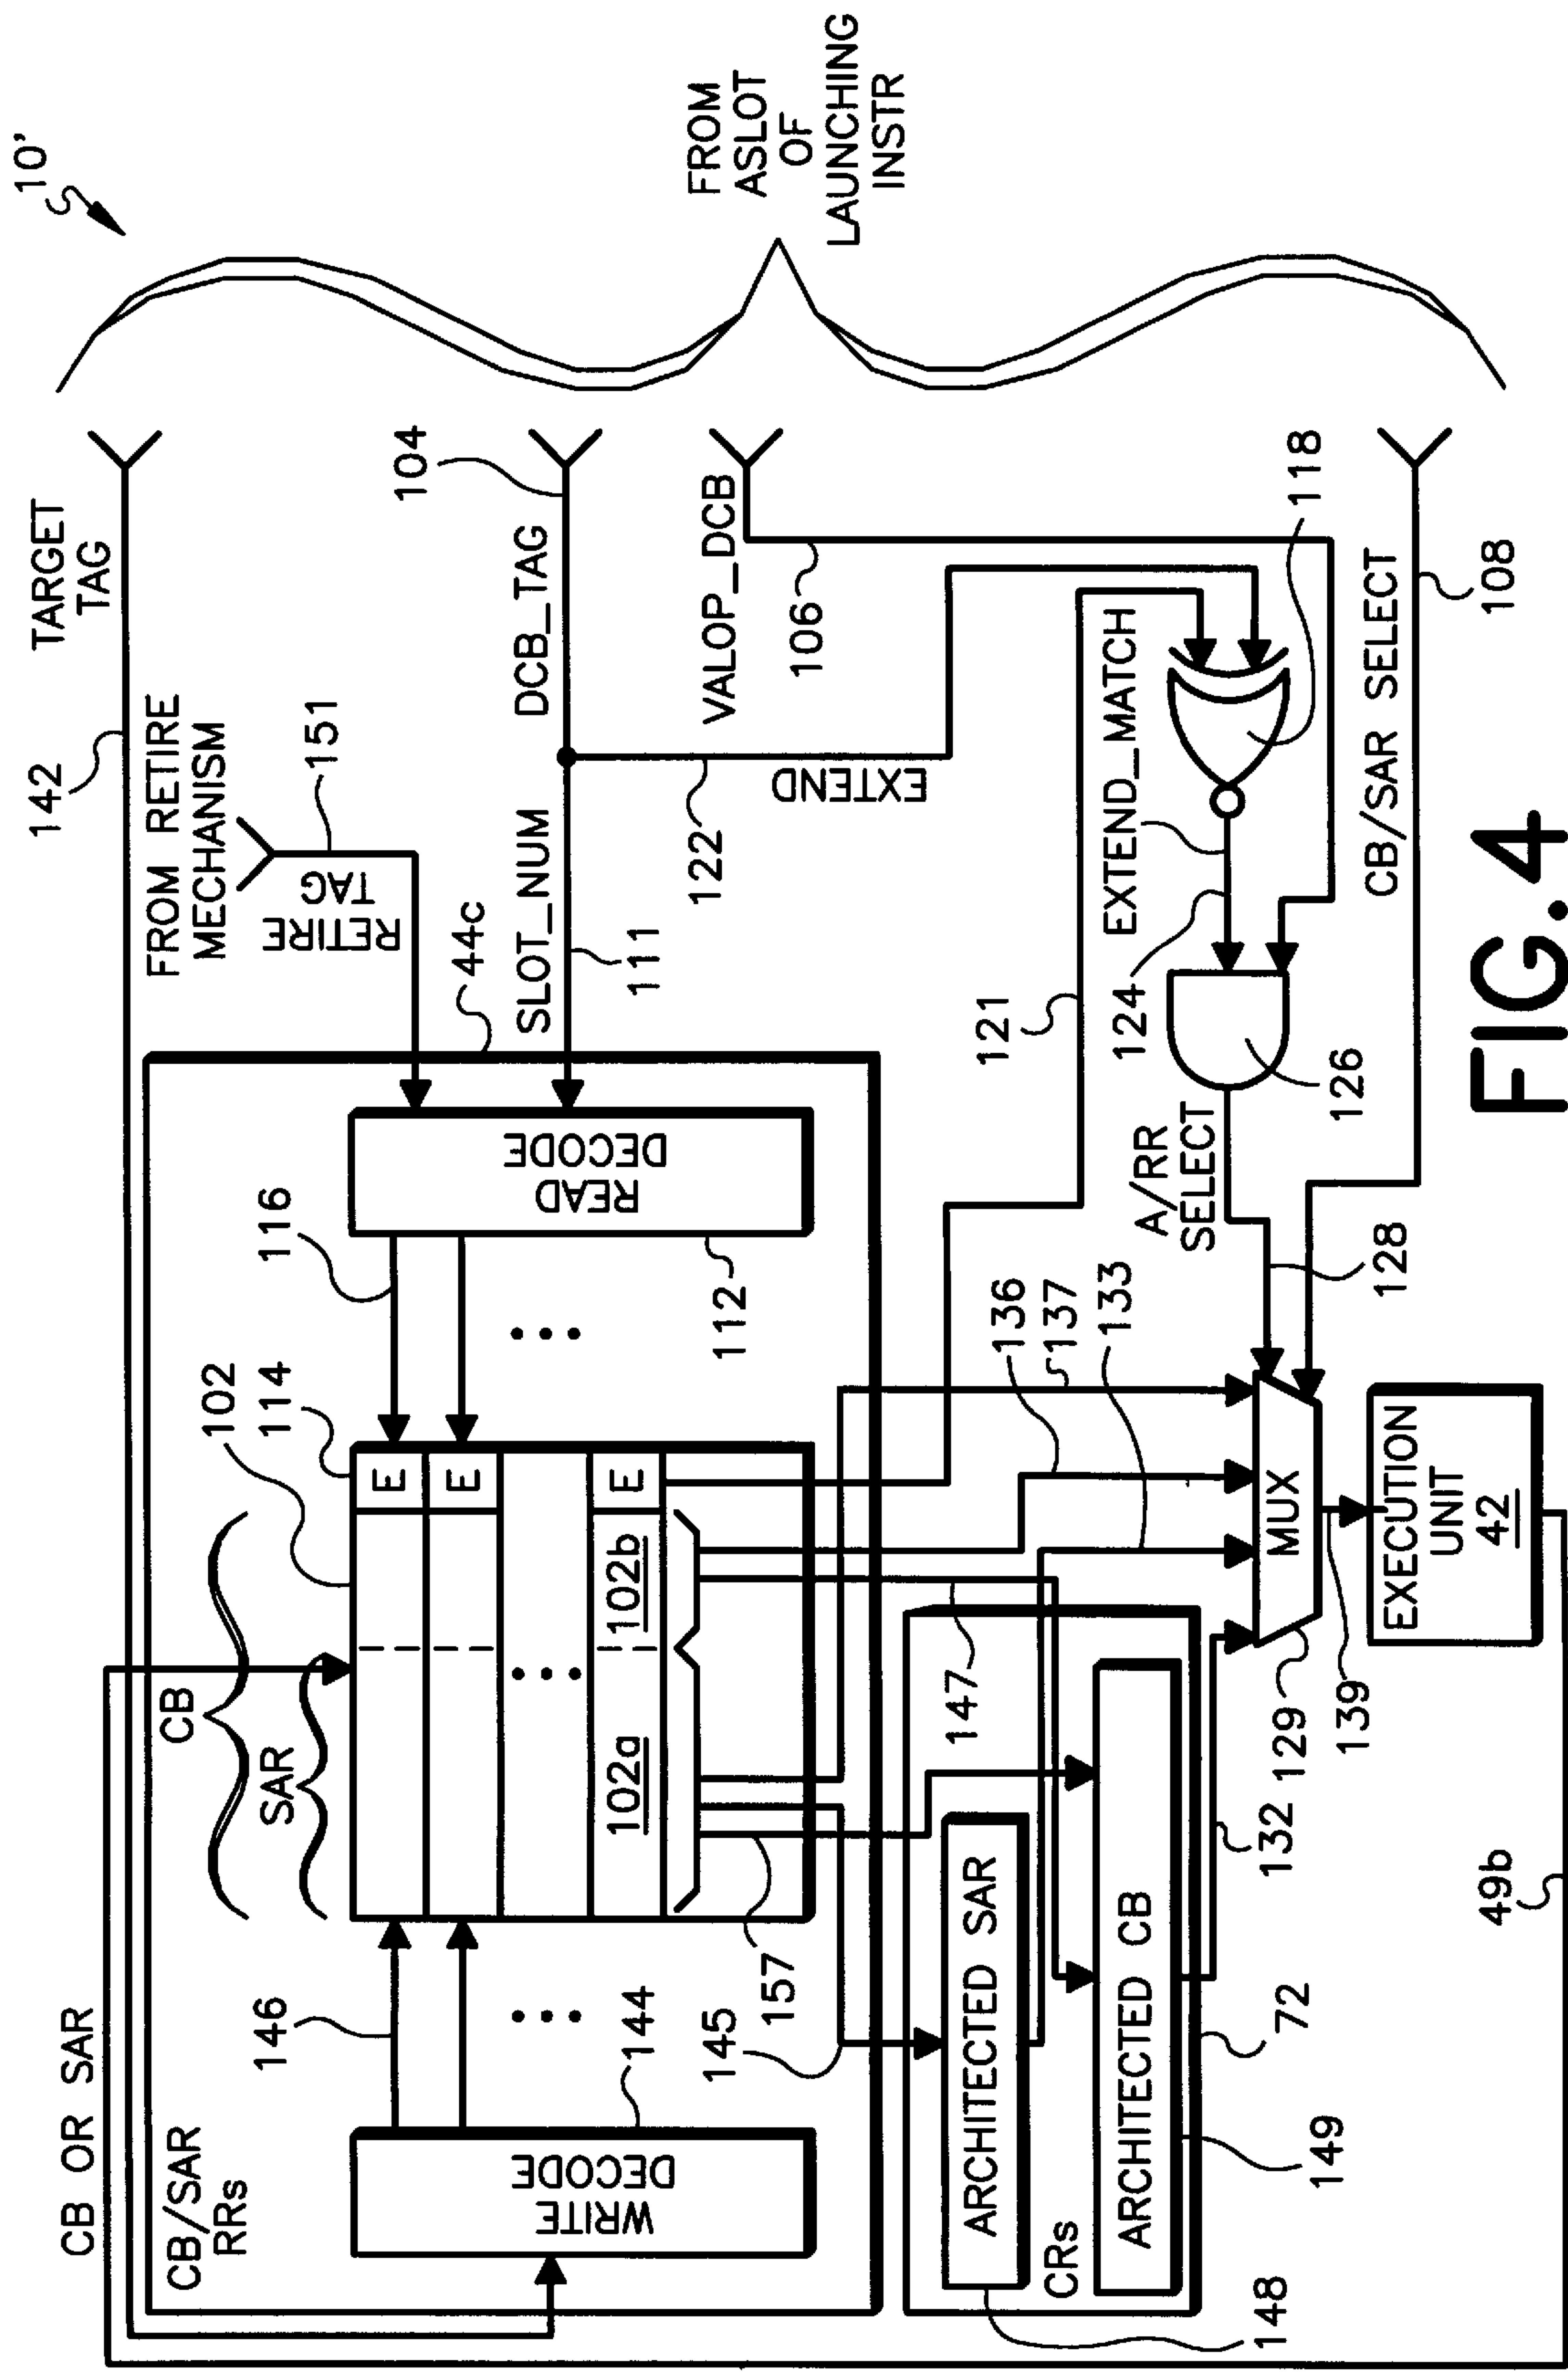 10'
FROM
ASLOT
OF
LAUNCHING
INSTR
TARGET
TAG
142
FROM RETIRE
MECHANISM
151
RETIRE
TAG
104
DCB_TAG
VALOP_DCB
106
SLOT_NUM
111
122
EXTEND
44c
CB OR SAR
CB/SAR
RRs
CB
SAR
102
114
116
E
E
E
102a
102b
READ
DECODE
112
146
WRITE
DECODE
144
121
EXTEND_MATCH
118
124
126
A/RR
SELECT
128
CB/SAR SELECT
108
136
137
133
147
157
145
ARCHITECTED SAR
CRs
ARCHITECTED CB
148
149
72
132
129
MUX
139
EXECUTION
UNIT
42
49b
FIG.4